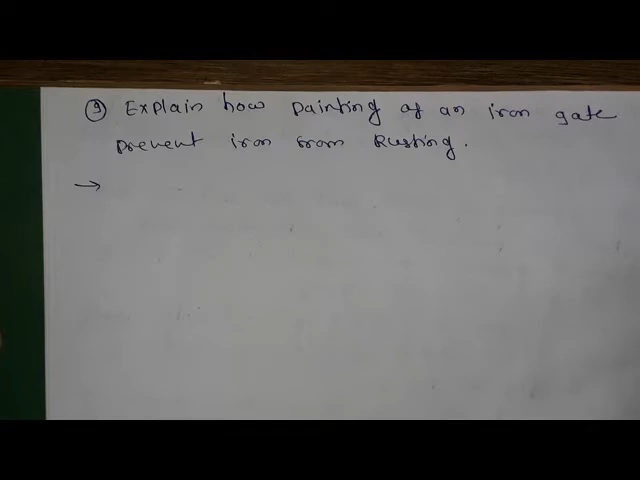 9 Explain how painting of an iron gate
prevent iron from Rusting.
→